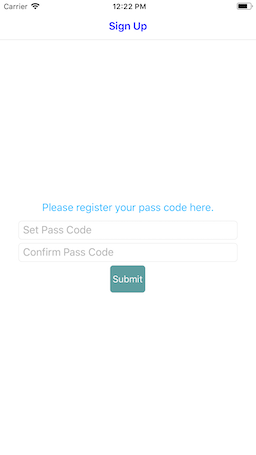 Carrier 12:22 PM
Sign Up
Please register your pass code here.
Set Pass Code
Confirm Pass Code
Submit